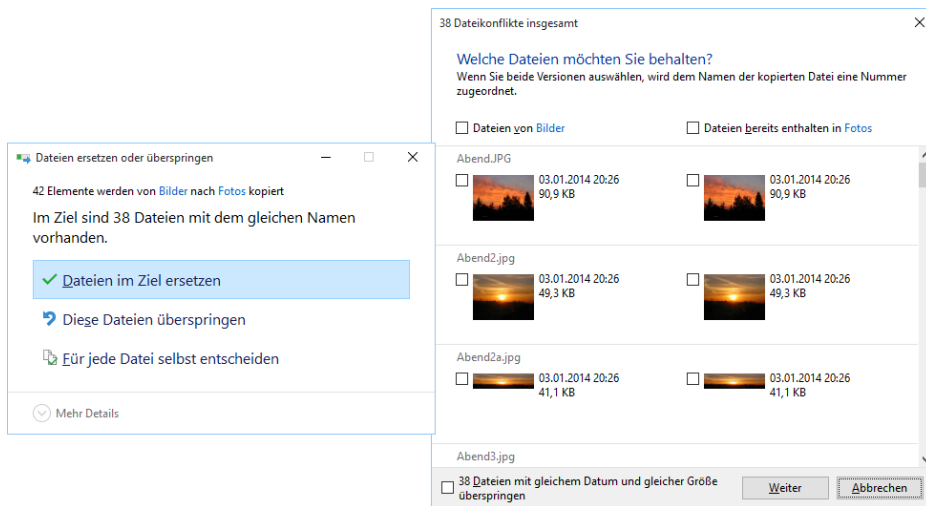 Dateien ersetzen oder überspringen
42 Elemente werden von Bilder nach Fotos kopiert
Im Ziel sind 38 Dateien mit dem gleichen Namen
vorhanden.
Dateien im Ziel ersetzen
Diese Dateien überspringen
Für jede Datei selbst entscheiden
Mehr Details
38 Dateikonflikte insgesamt
Welche Dateien möchten Sie behalten?
Wenn Sie beide Versionen auswählen, wird dem Namen der kopierten Datei eine Nummer
zugeordnet.
Dateien von Bilder
Dateien bereits enthalten in Fotos
Abend.JPG
03.01.2014 20:26
90,9 KB
03.01.2014 20:26
90,9 KB
Abend2.jpg
03.01.2014 20:26
49,3 KB
03.01.2014 20:26
49,3 KB
Abend2a.jpg
03.01.2014 20:26
41,1 KB
03.01.2014 20:26
41,1 KB
Abend3.jpg
38 Dateien mit gleichem Datum und gleicher Größe
überspringen
Weiter
Abbrechen